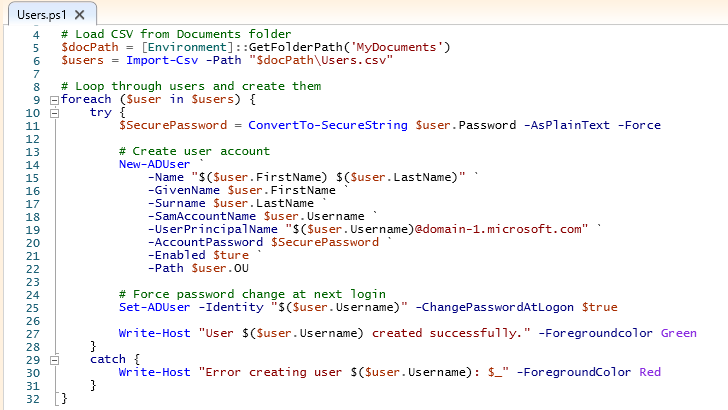 Users.ps1
4 # Load CSV from Documents folder
5 $docPath = [Environment]::GetFolderPath('MyDocuments')
6 $users = Import-Csv -Path "$docPath\Users.csv"
7
8 # Loop through users and create them
9 foreach ($user in $users) {
10 try {
11 $SecurePassword = ConvertTo-SecureString $user.Password -AsPlainText -Force
12
13 # Create user account
14 New-ADUser `
15 -Name "$($user.FirstName) $($user.LastName)" `
16 -GivenName $user.FirstName `
17 -Surname $user.LastName `
18 -SamAccountName $user.Username `
19 -UserPrincipalName "$($user.Username)@domain-1.microsoft.com" `
20 -AccountPassword $SecurePassword `
21 -Enabled $ture `
22 -Path $user.OU
23
24 # Force password change at next login
25 Set-ADUser -Identity "$($user.Username)" -ChangePasswordAtLogon $true
26
27 Write-Host "User $($user.Username) created successfully." -Foregroundcolor Green
28 }
29 catch {
30 Write-Host "Error creating user $($user.Username): $_" -ForegroundColor Red
31 }
32 }